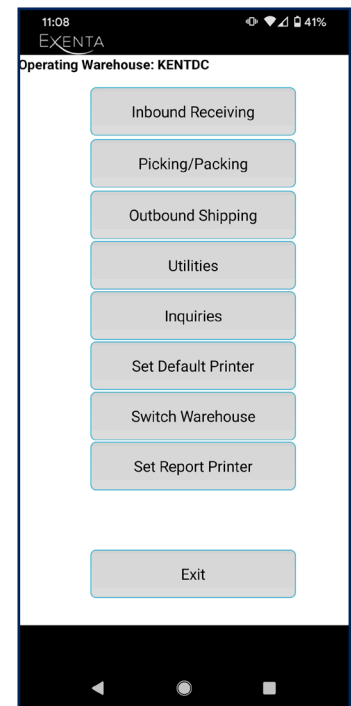 11:08
41%
EXENTA
Operating Warehouse: KENTDC
Inbound Receiving
Picking/Packing
Outbound Shipping
Utilities
Inquiries
Set Default Printer
Switch Warehouse
Set Report Printer
Exit